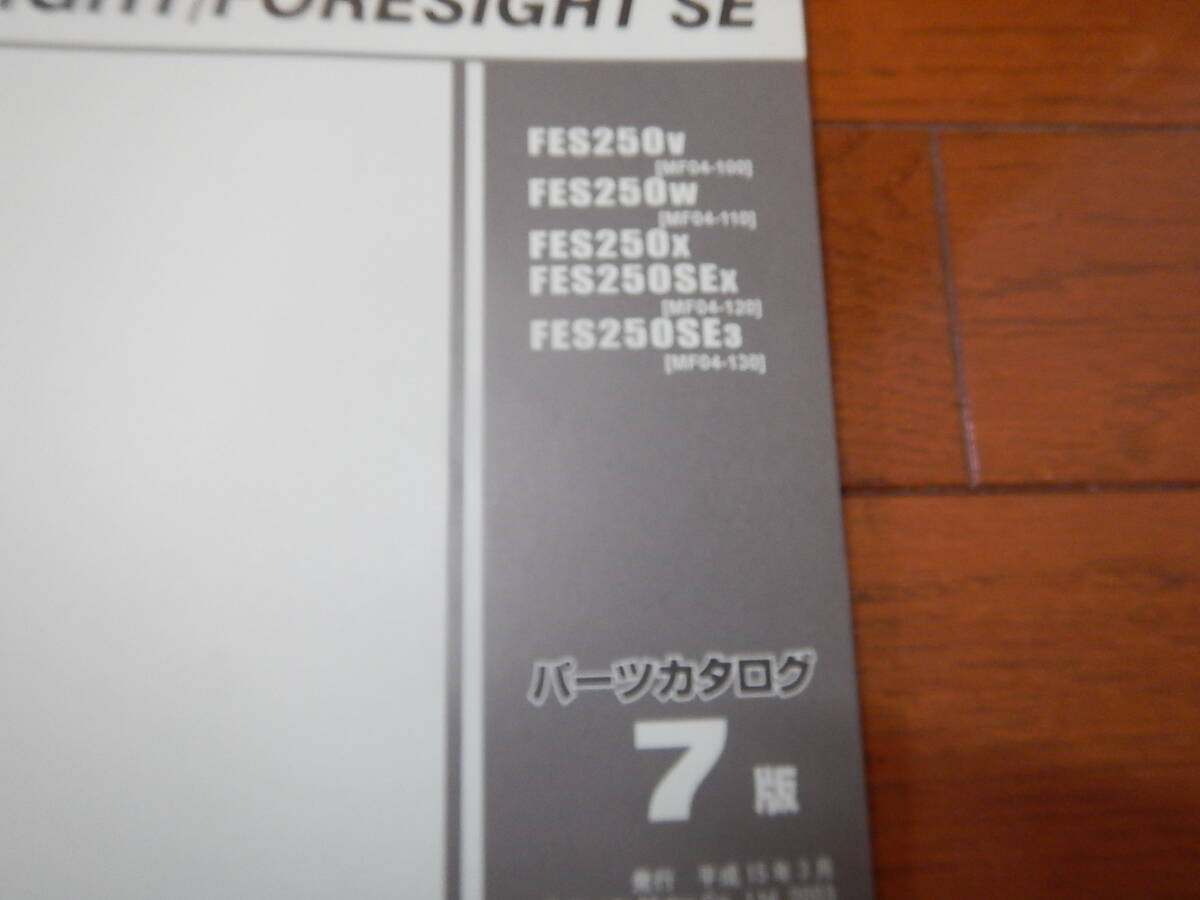 IGHT/FORESIGHT SE
FES250V
[MF04-100]
FES250W
[MF04-110]
FES250X
FES250SEX
[MF04-120]
FES250SE3
[MF04-130]
パーツカタログ
7版
発行 平成15年3月